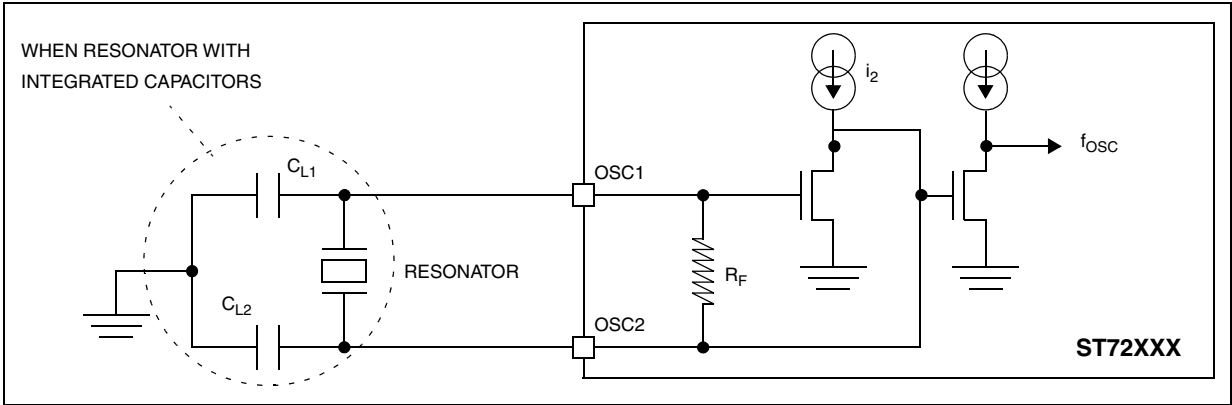 WHEN RESONATOR WITH
INTEGRATED CAPACITORS
i2
fOSC
CL1
OSC1
RESONATOR
RF
CL2
OSC2
ST72XXX